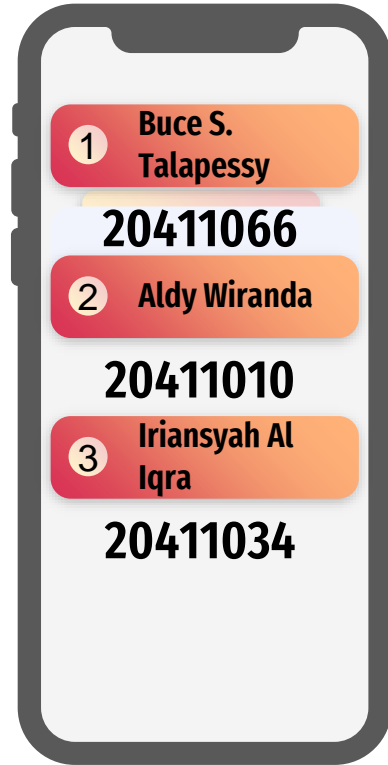 1
Buce S.
Talapessy
20411066
2
Aldy Wiranda
20411010
3
Iriansyah Al
Iqra
20411034